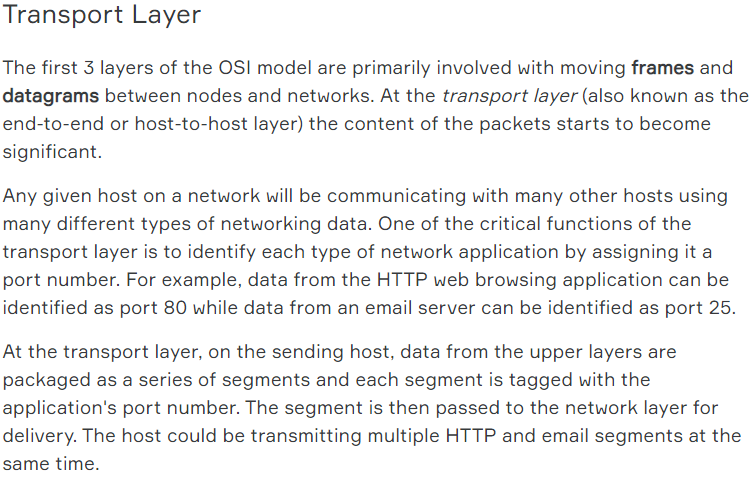 Transport Layer
The first 3 layers of the OSI model are primarily involved with moving frames and
datagrams between nodes and networks. At the transport layer (also known as the
end-to-end or host-to-host layer) the content of the packets starts to become
significant.
Any given host on a network will be communicating with many other hosts using
many different types of networking data. One of the critical functions of the
transport layer is to identify each type of network application by assigning it a
port number. For example, data from the HTTP web browsing application can be
identified as port 80 while data from an email server can be identified as port 25.
At the transport layer, on the sending host, data from the upper layers are
packaged as a series of segments and each segment is tagged with the
application's port number. The segment is then passed to the network layer for
delivery. The host could be transmitting multiple HTTP and email segments at the
same time.